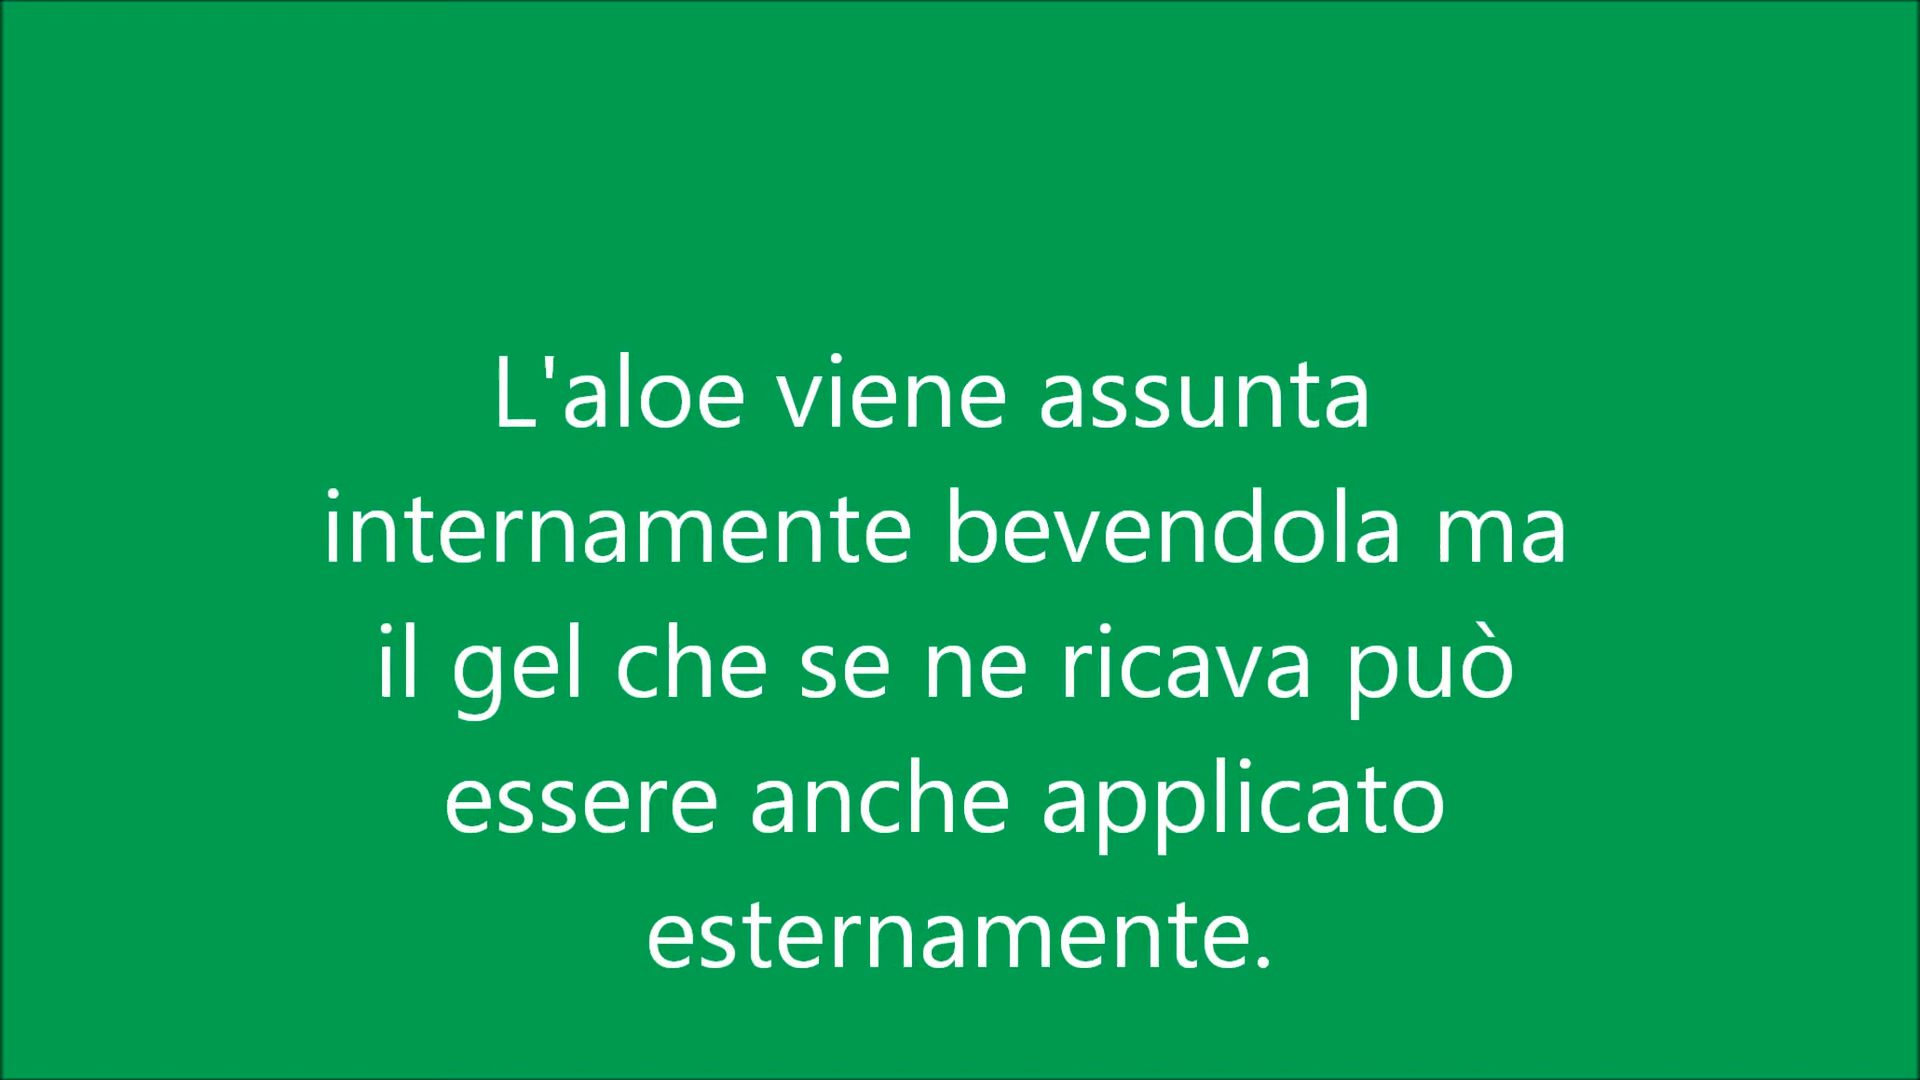 L'aloe viene assunta
internamente bevendola ma
il gel che se ne ricava può
essere anche applicato
esternamente.